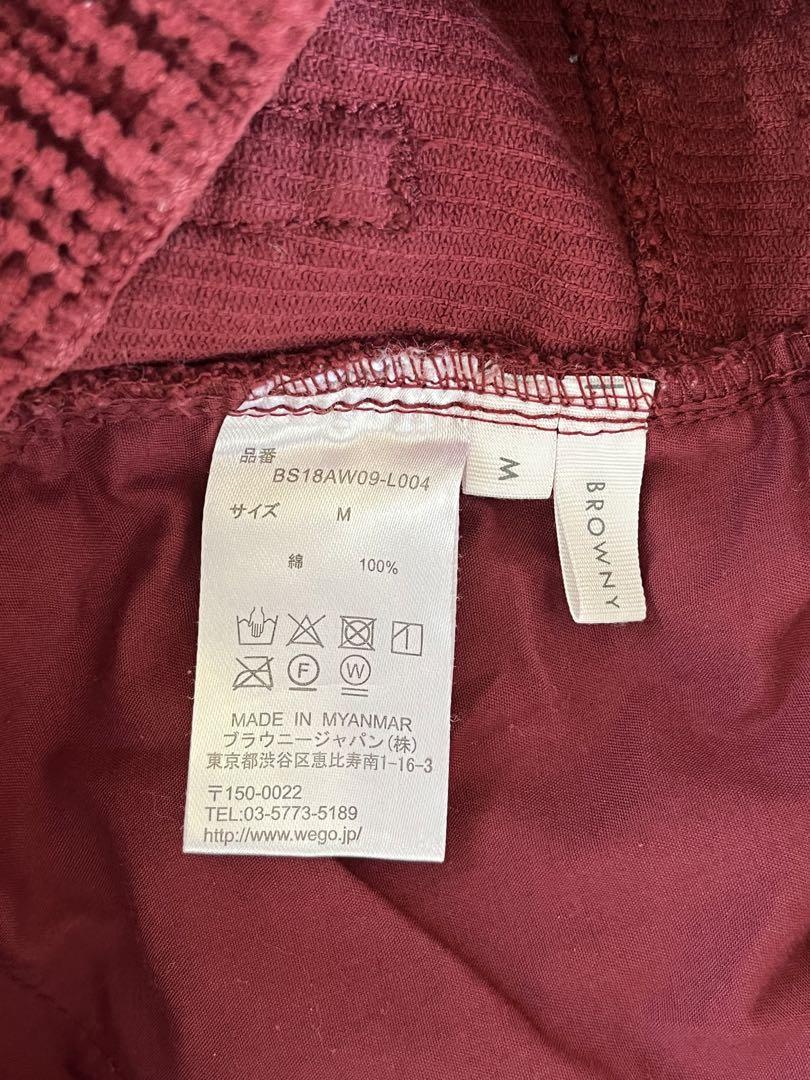 品番
BS18AW09-L004
サイズ M
綿 100%
F W
MADE IN MYANMAR
ブラウニージャパン(株)
東京都渋谷区恵比寿南1-16-3
〒150-0022
TEL:03-5773-5189
http://www.wego.jp/
M
BROWNY